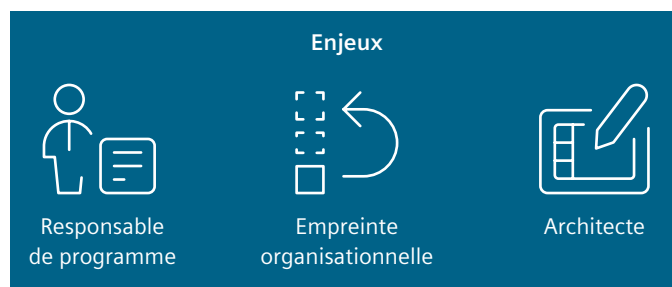 Enjeux
Responsable
de programme
Empreinte
organisationnelle
Architecte